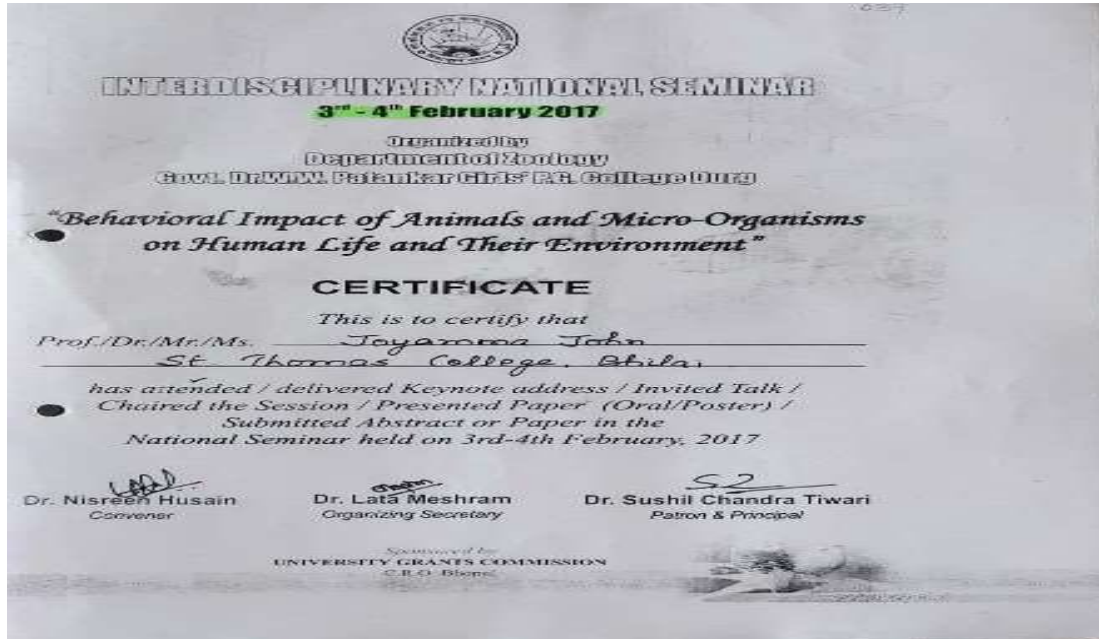 037
INTERDISCIPLINARY NATIONAL SEMINAR
3rd - 4th February 2017
Organized by
Department of Zoology
Govt. Dr.W.W. Patankar Girls' P.G. College Durg
"Behavioral Impact of Animals and Micro-Organisms
on Human Life and Their Environment"
CERTIFICATE
This is to certify that
Prof./Dr./Mr./Ms. Joyamma John
St Thomas College, Bhilai
has attended / delivered Keynote address / Invited Talk /
Chaired the Session / Presented Paper (Oral/Poster) /
Submitted Abstract or Paper in the
National Seminar held on 3rd-4th February, 2017
Dr. Nisreen Husain
Convener
Dr. Lata Meshram
Organizing Secretary
Dr. Sushil Chandra Tiwari
Patron & Principal
Sponsored by
UNIVERSITY GRANTS COMMISSION
C.R.O. Bhopal